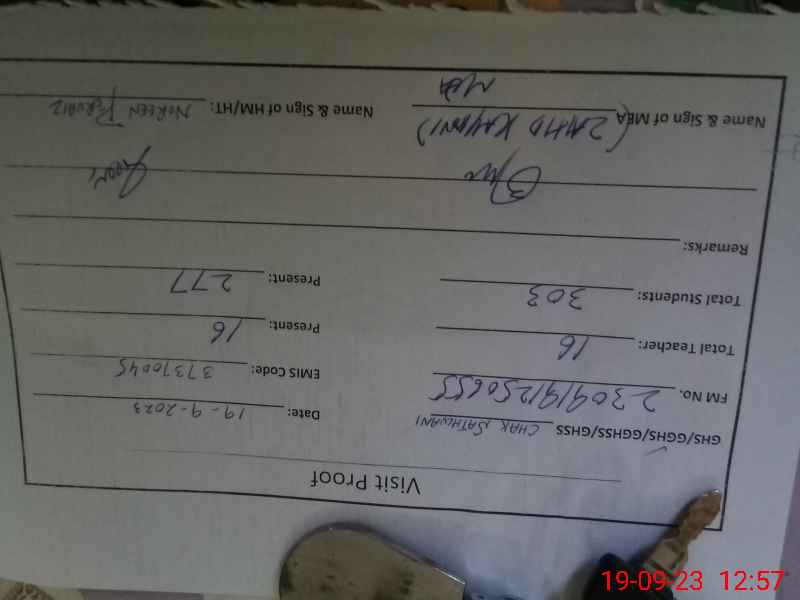 Visit Proof
GHS/GGHS/GGHSS/GHSS CHAK SATHWANI Date: 19-9-2023
FM No. 230919125065S EMIS Code: 37370045
Total Teacher: 16 Present: 16
Total Students: 303 Present: 277
Remarks:
Name & Sign of MEA (ZAHID KAYANI) Name & Sign of HM/HT: NOREEN PERVAIZ
MEA
19-09-23 12:57